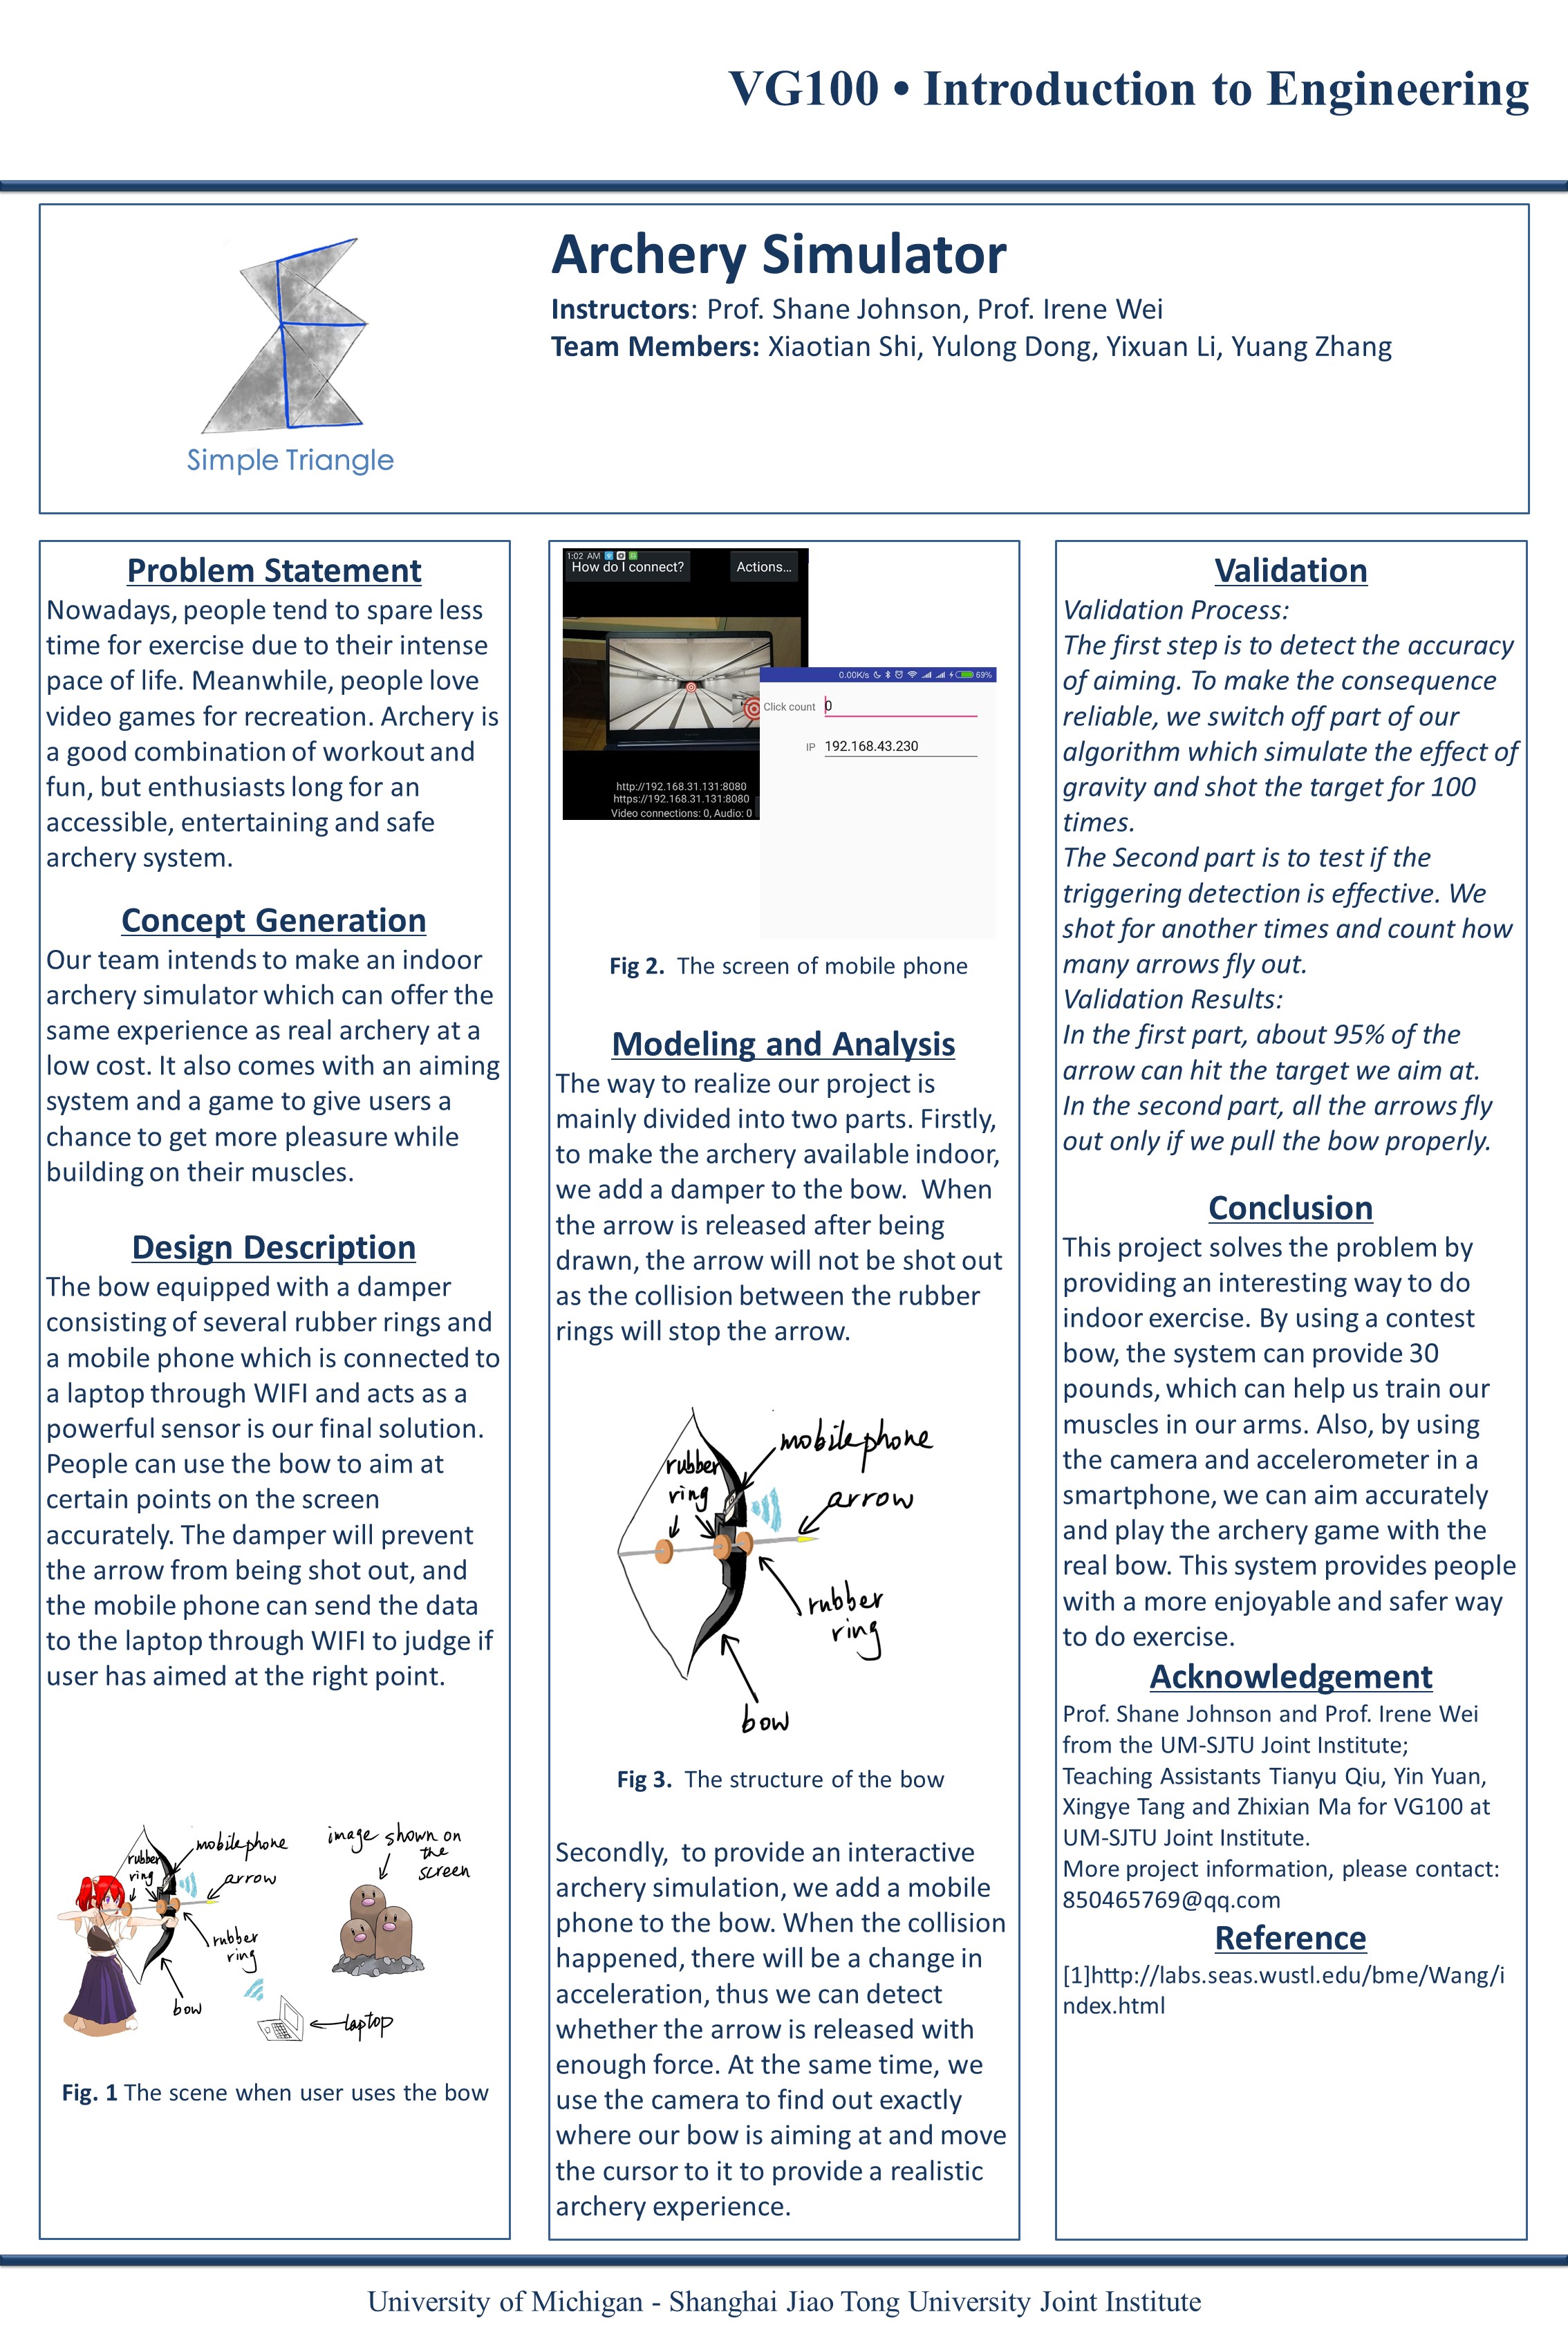 VG100 • Introduction to Engineering
Simple Triangle
Archery Simulator
Instructors: Prof. Shane Johnson, Prof. Irene Wei
Team Members: Xiaotian Shi, Yulong Dong, Yixuan Li, Yuang Zhang
Problem Statement
Nowadays, people tend to spare less
time for exercise due to their intense
pace of life. Meanwhile, people love
video games for recreation. Archery is
a good combination of workout and
fun, but enthusiasts long for an
accessible, entertaining and safe
archery system.
Concept Generation
Our team intends to make an indoor
archery simulator which can offer the
same experience as real archery at a
low cost. It also comes with an aiming
system and a game to give users a
chance to get more pleasure while
building on their muscles.
Design Description
The bow equipped with a damper
consisting of several rubber rings and
a mobile phone which is connected to
a laptop through WIFI and acts as a
powerful sensor is our final solution.
People can use the bow to aim at
certain points on the screen
accurately. The damper will prevent
the arrow from being shot out, and
the mobile phone can send the data
to the laptop through WIFI to judge if
user has aimed at the right point.
mobile phone
rubber
ring
arrow
rubber
ring
bow
image shown on
the
screen
laptop
Fig. 1 The scene when user uses the bow
1:02 AM
How do I connect?
Actions...
http://192.168.31.131:8080
https://192.168.31.131:8080
Video connections: 0, Audio: 0
0.00K/s
69%
Click count 0
IP 192.168.43.230
Fig 2. The screen of mobile phone
Modeling and Analysis
The way to realize our project is
mainly divided into two parts. Firstly,
to make the archery available indoor,
we add a damper to the bow. When
the arrow is released after being
drawn, the arrow will not be shot out
as the collision between the rubber
rings will stop the arrow.
mobile phone
rubber
ring
arrow
rubber
ring
bow
Fig 3. The structure of the bow
Secondly, to provide an interactive
archery simulation, we add a mobile
phone to the bow. When the collision
happened, there will be a change in
acceleration, thus we can detect
whether the arrow is released with
enough force. At the same time, we
use the camera to find out exactly
where our bow is aiming at and move
the cursor to it to provide a realistic
archery experience.
Validation
Validation Process:
The first step is to detect the accuracy
of aiming. To make the consequence
reliable, we switch off part of our
algorithm which simulate the effect of
gravity and shot the target for 100
times.
The Second part is to test if the
triggering detection is effective. We
shot for another times and count how
many arrows fly out.
Validation Results:
In the first part, about 95% of the
arrow can hit the target we aim at.
In the second part, all the arrows fly
out only if we pull the bow properly.
Conclusion
This project solves the problem by
providing an interesting way to do
indoor exercise. By using a contest
bow, the system can provide 30
pounds, which can help us train our
muscles in our arms. Also, by using
the camera and accelerometer in a
smartphone, we can aim accurately
and play the archery game with the
real bow. This system provides people
with a more enjoyable and safer way
to do exercise.
Acknowledgement
Prof. Shane Johnson and Prof. Irene Wei
from the UM-SJTU Joint Institute;
Teaching Assistants Tianyu Qiu, Yin Yuan,
Xingye Tang and Zhixian Ma for VG100 at
UM-SJTU Joint Institute.
More project information, please contact:
850465769@qq.com
Reference
[1]http://labs.seas.wustl.edu/bme/Wang/i
ndex.html
University of Michigan - Shanghai Jiao Tong University Joint Institute